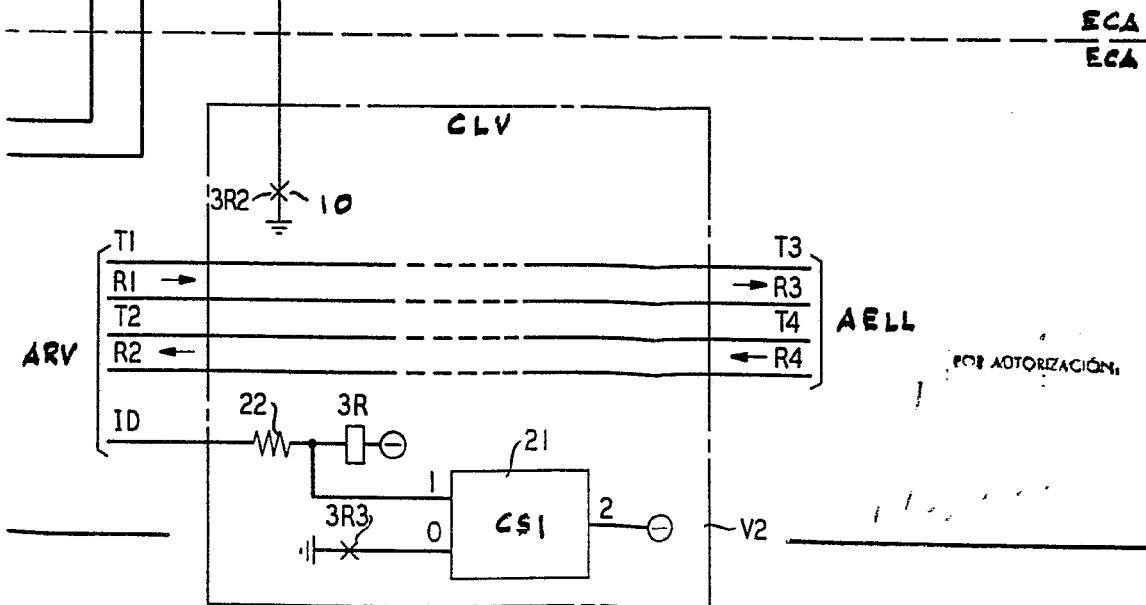 ECA
ECA
CLV
3R2 10
T1 T3
R1 R3
T2 T4
R2 R4
ARV AELL
POR AUTORIZACIÓN:
22 3R
ID
21
1
3R3
0 CS1 2
V2